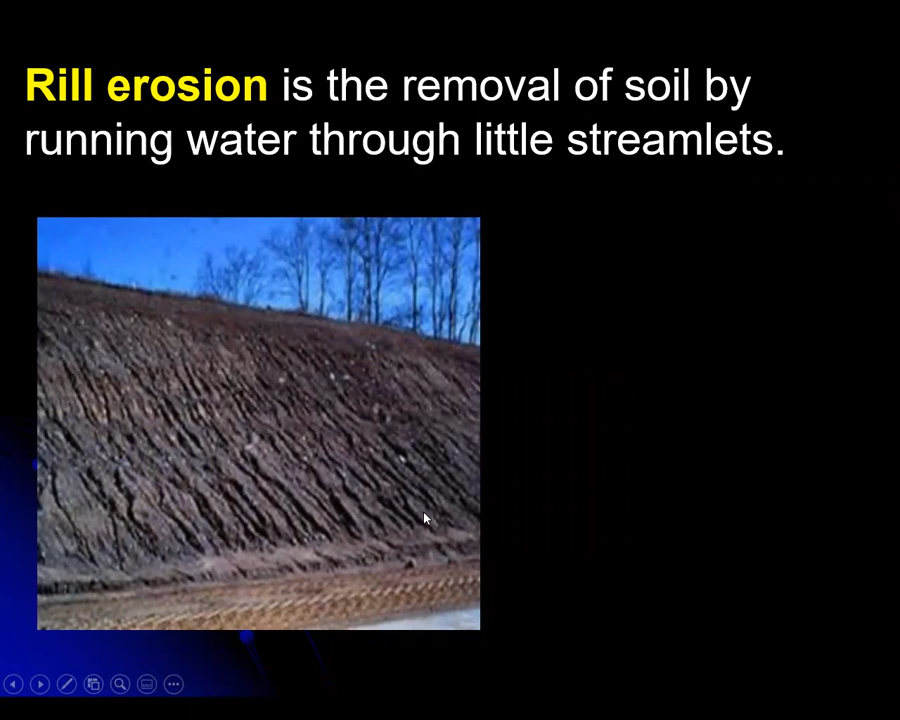 Rill erosion is the removal of soil by
running water through little streamlets.